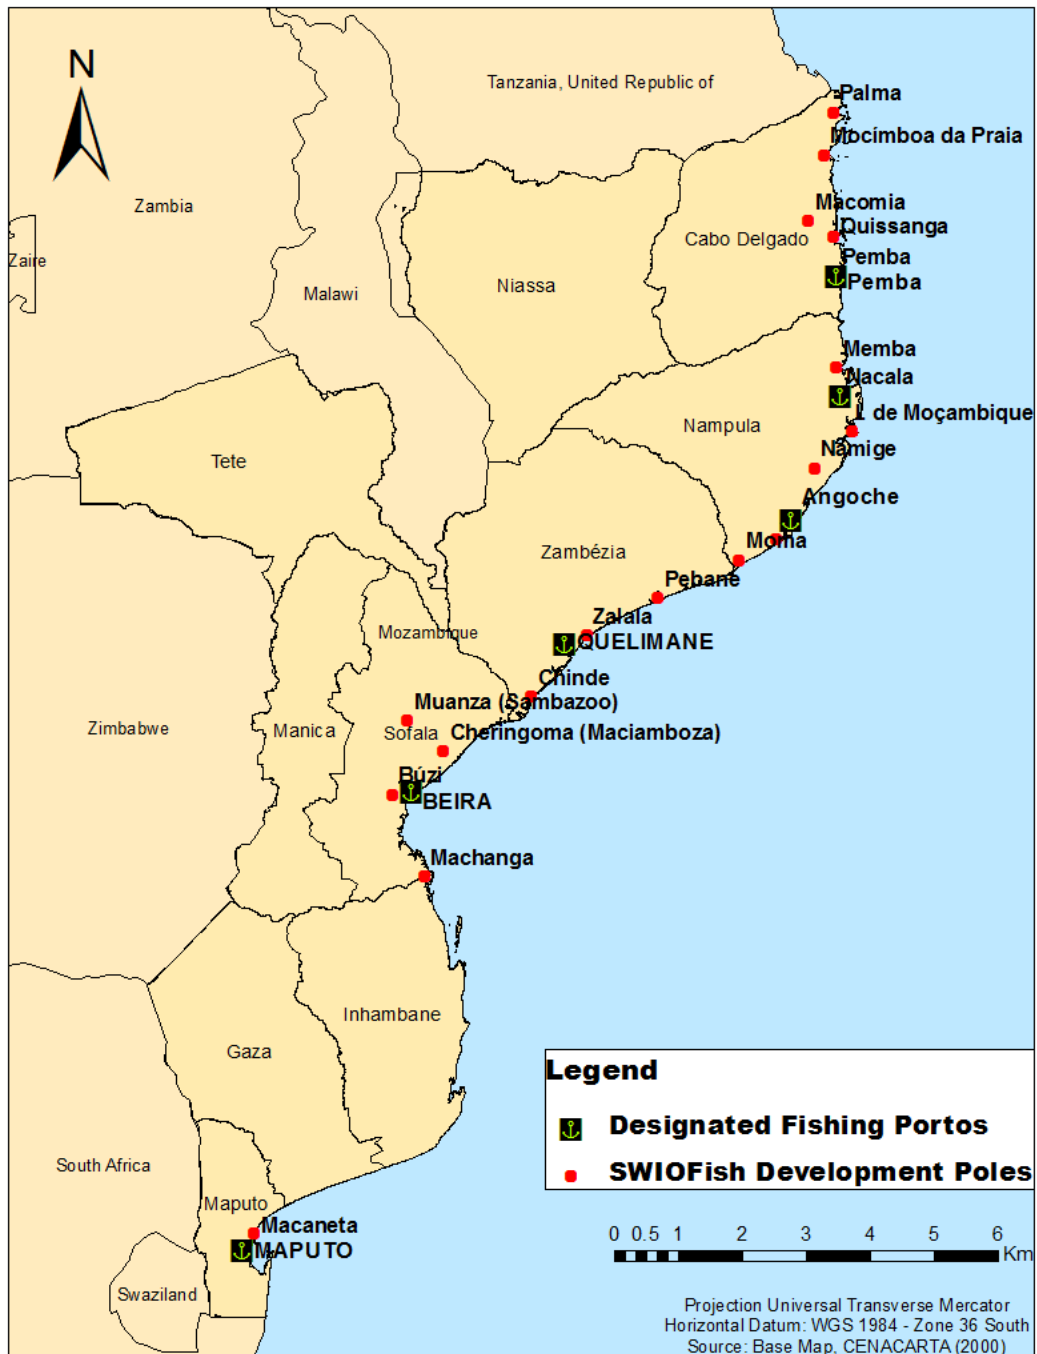 N
Tanzania, United Republic of
Palma
Mocímboa da Praia
Zambia
Macomia
Quissanga
Cabo Delgado
Zaire
Pemba
Pemba
Niassa
Malawi
Memba
Nacala
I. de Moçambique
Nampula
Namige
Tete
Angoche
Moma
Zambézia
Pebane
Zalala
Mozambique
QUELIMANE
Chinde
Muanza (Sambazoo)
Zimbabwe
Manica
Sofala
Cheringoma (Maciamboza)
Búzi
BEIRA
Machanga
Inhambane
Gaza
Legend
Designated Fishing Portos
SWIOFish Development Poles
South Africa
Maputo
Macaneta
MAPUTO
0 0.5 1 2 3 4 5 6
Km
Swaziland
Projection Universal Transverse Mercator
Horizontal Datum: WGS 1984 - Zone 36 South
Source: Base Map, CENACARTA (2000)